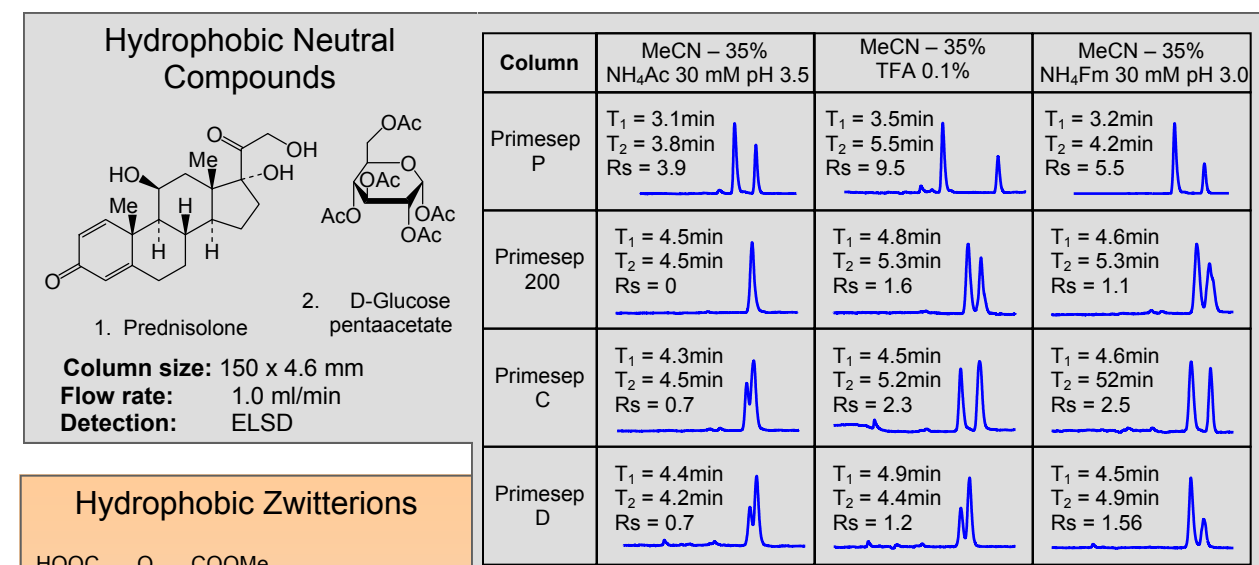 Hydrophobic Neutral
Compounds
O
OH
Me
OH
HO
Me
H
H
H
O
OAc
O
OAc
AcO
OAc
OAc
1. Prednisolone
2. D-Glucose
pentaacetate
Column size: 150 x 4.6 mm
Flow rate: 1.0 ml/min
Detection: ELSD
Hydrophobic Zwitterions
HOOC O COOMe
Column
MeCN – 35%
NH₄Ac 30 mM pH 3.5
MeCN – 35%
TFA 0.1%
MeCN – 35%
NH₄Fm 30 mM pH 3.0
Primesep
P
T₁ = 3.1min
T₂ = 3.8min
Rs = 3.9
T₁ = 3.5min
T₂ = 5.5min
Rs = 9.5
T₁ = 3.2min
T₂ = 4.2min
Rs = 5.5
Primesep
200
T₁ = 4.5min
T₂ = 4.5min
Rs = 0
T₁ = 4.8min
T₂ = 5.3min
Rs = 1.6
T₁ = 4.6min
T₂ = 5.3min
Rs = 1.1
Primesep
C
T₁ = 4.3min
T₂ = 4.5min
Rs = 0.7
T₁ = 4.5min
T₂ = 5.2min
Rs = 2.3
T₁ = 4.6min
T₂ = 52min
Rs = 2.5
Primesep
D
T₁ = 4.4min
T₂ = 4.2min
Rs = 0.7
T₁ = 4.9min
T₂ = 4.4min
Rs = 1.2
T₁ = 4.5min
T₂ = 4.9min
Rs = 1.56